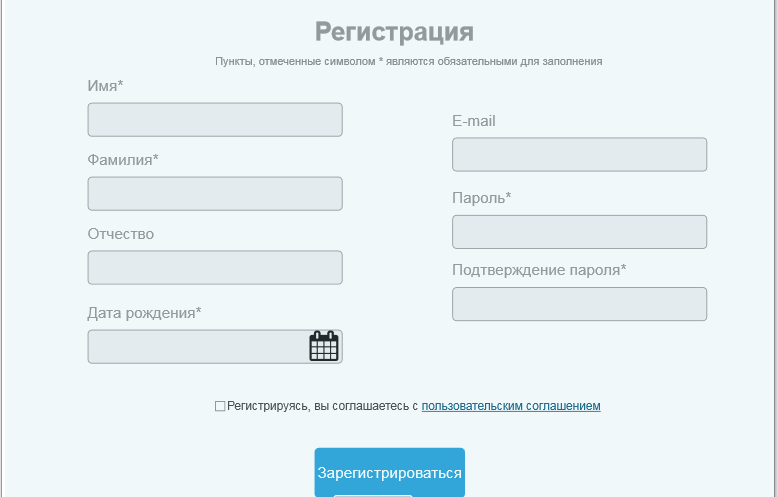 Регистрация
Пункты, отмеченные символом * являются обязательными для заполнения
Имя*
Фамилия*
Отчество
Дата рождения*
E-mail
Пароль*
Подтверждение пароля*
Регистрируясь, вы соглашаетесь с пользовательским соглашением
Зарегистрироваться